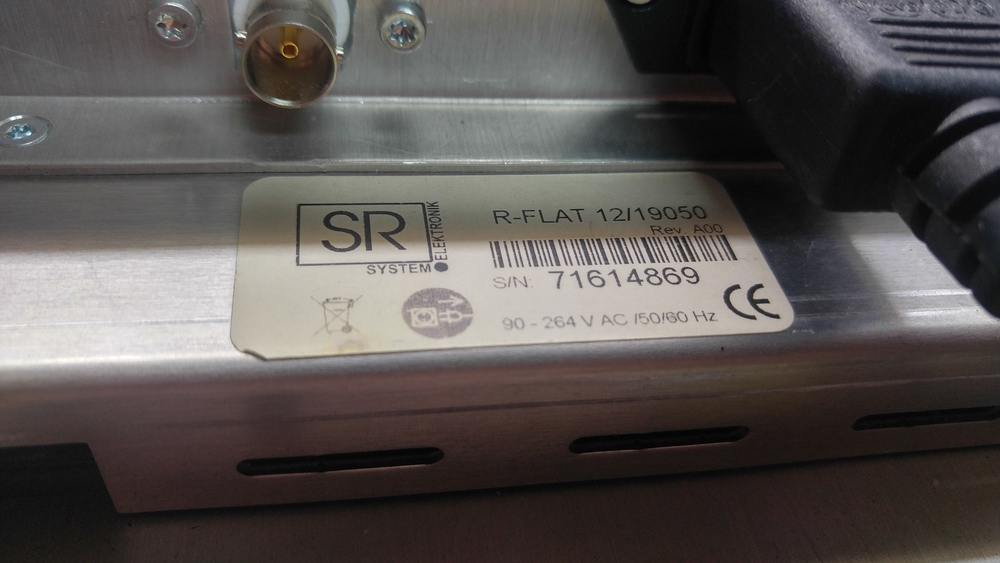 SR
SYSTEM
ELEKTRONIK
R-FLAT 12/19050
Rev. A00
S/N: 71614869
90 - 264 V AC /50/60 Hz
CE